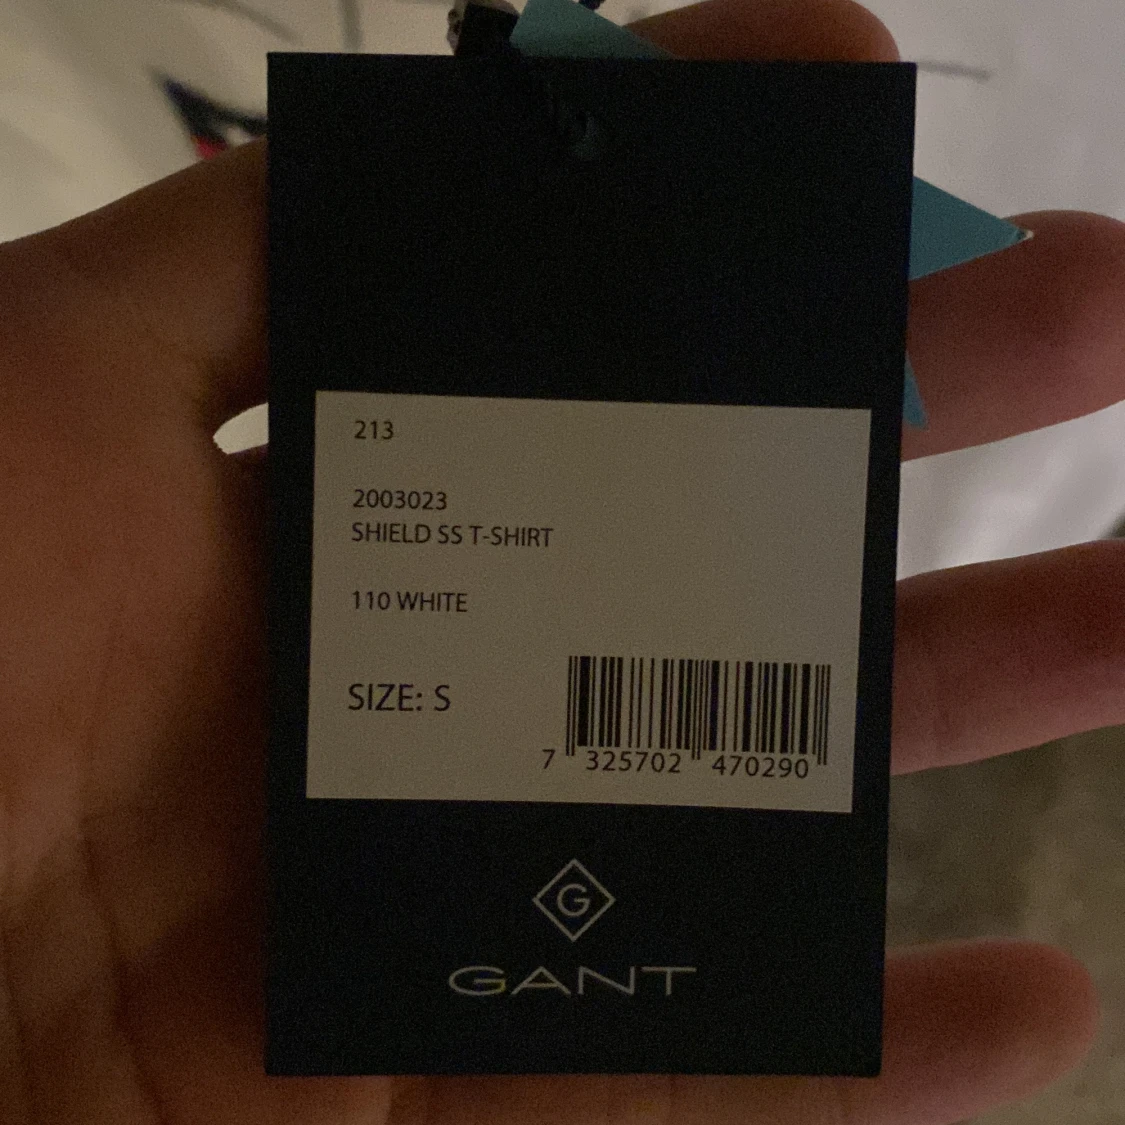 213
2003023
SHIELD SS T-SHIRT
110 WHITE
SIZE: S
7 325702 470290
G
GANT